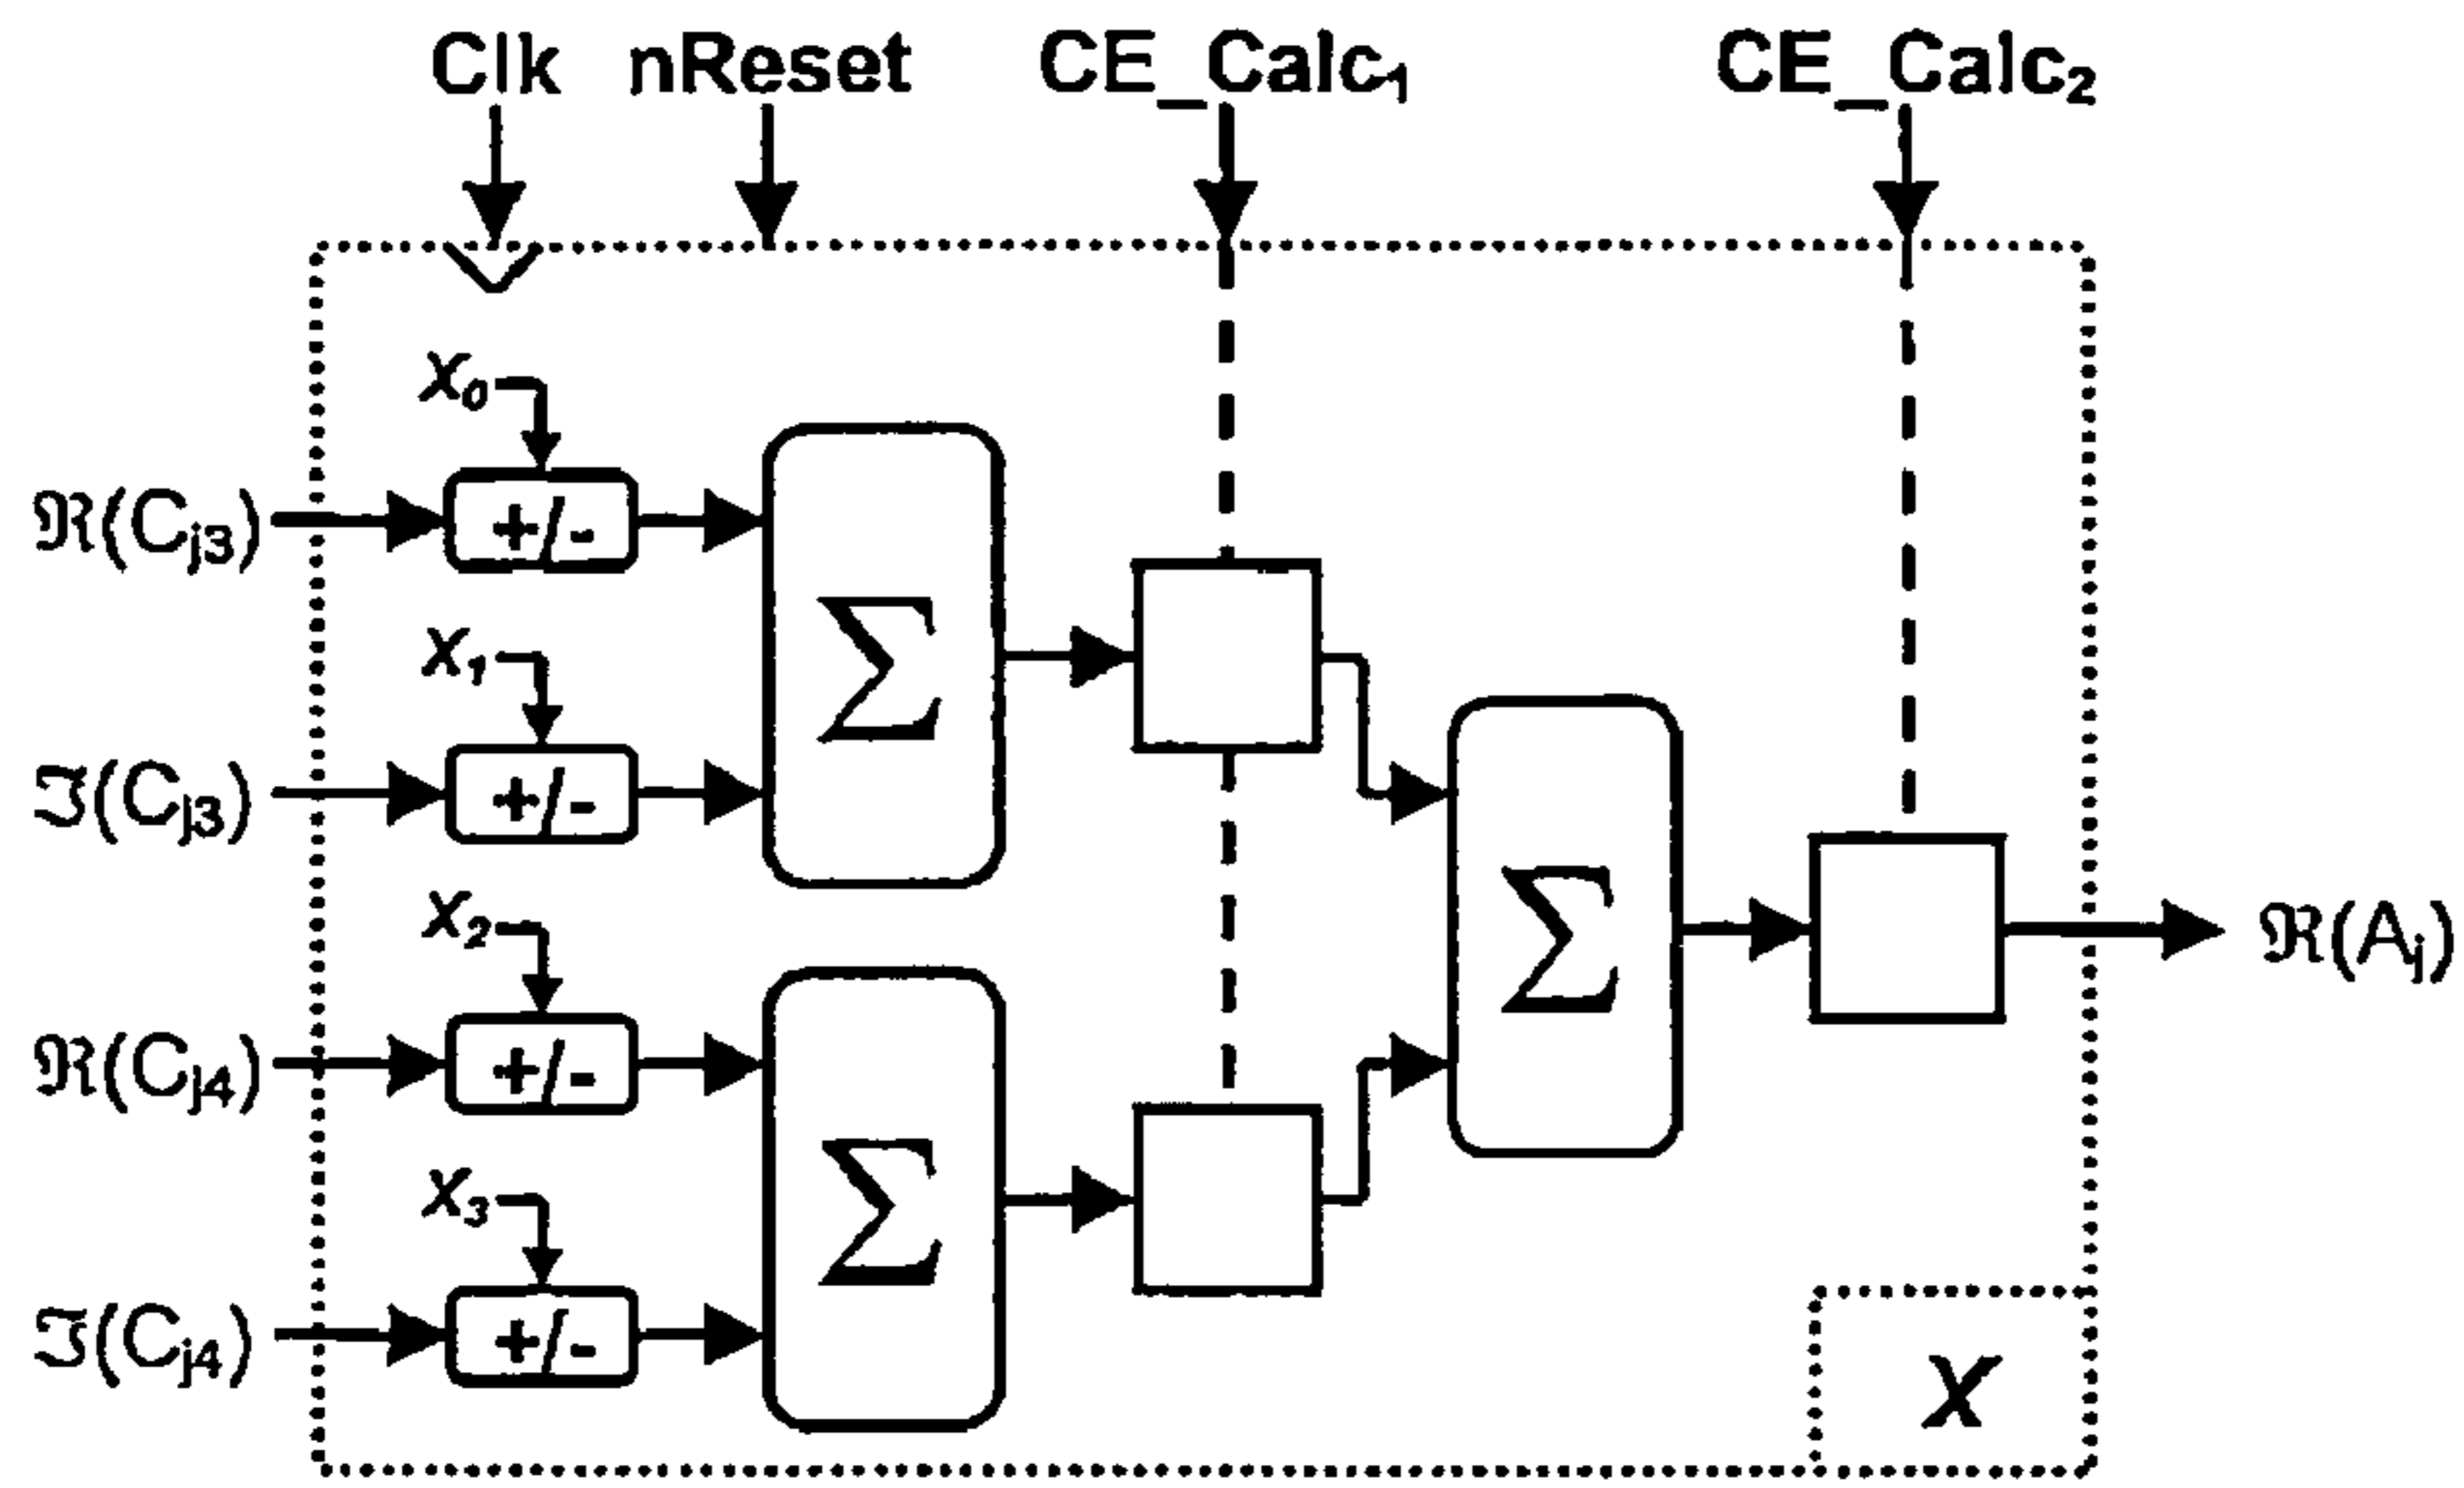 Clk nReset CE_Calc₁ CE_Calc₂
x₀
ℜ(Cⱼ₃) +/-
Σ
x₁
ℑ(Cⱼ₃) +/-
x₂
Σ
ℜ(Aⱼ)
ℜ(Cⱼ₄) +/-
x₃
Σ
ℑ(Cⱼ₄) +/-
X